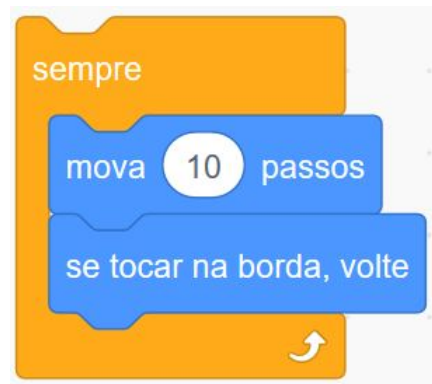 sempre
mova 10 passos
se tocar na borda, volte